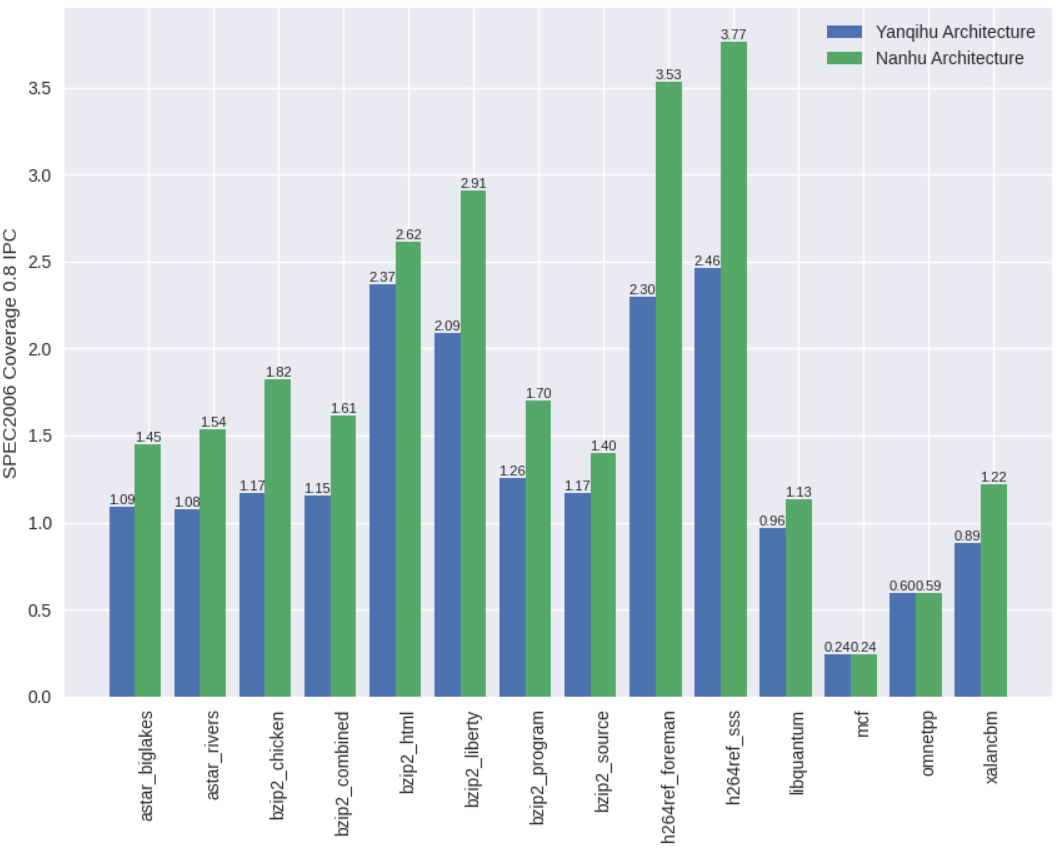 Yanqihu Architecture
Nanhu Architecture
SPEC2006 Coverage 0.8 IPC
3.5
3.0
2.5
2.0
1.5
1.0
0.5
0.0
1.09
1.45
1.08
1.54
1.17
1.82
1.15
1.61
2.37
2.62
2.09
2.91
1.26
1.70
1.17
1.40
2.30
3.53
2.46
3.77
0.96
1.13
0.24
0.24
0.60
0.59
0.89
1.22
astar_biglakes
astar_rivers
bzip2_chicken
bzip2_combined
bzip2_html
bzip2_liberty
bzip2_program
bzip2_source
h264ref_foreman
h264ref_sss
libquantum
mcf
omnetpp
xalancbm